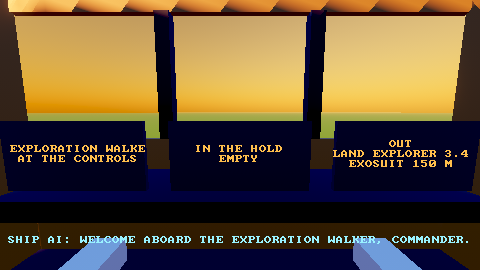 EXPLORATION WALKE
AT THE CONTROLS
IN THE HOLD
EMPTY
OUT
LAND EXPLORER 3.4
EXOSUIT 150 M
SHIP AI: WELCOME ABOARD THE EXPLORATION WALKER, COMMANDER.